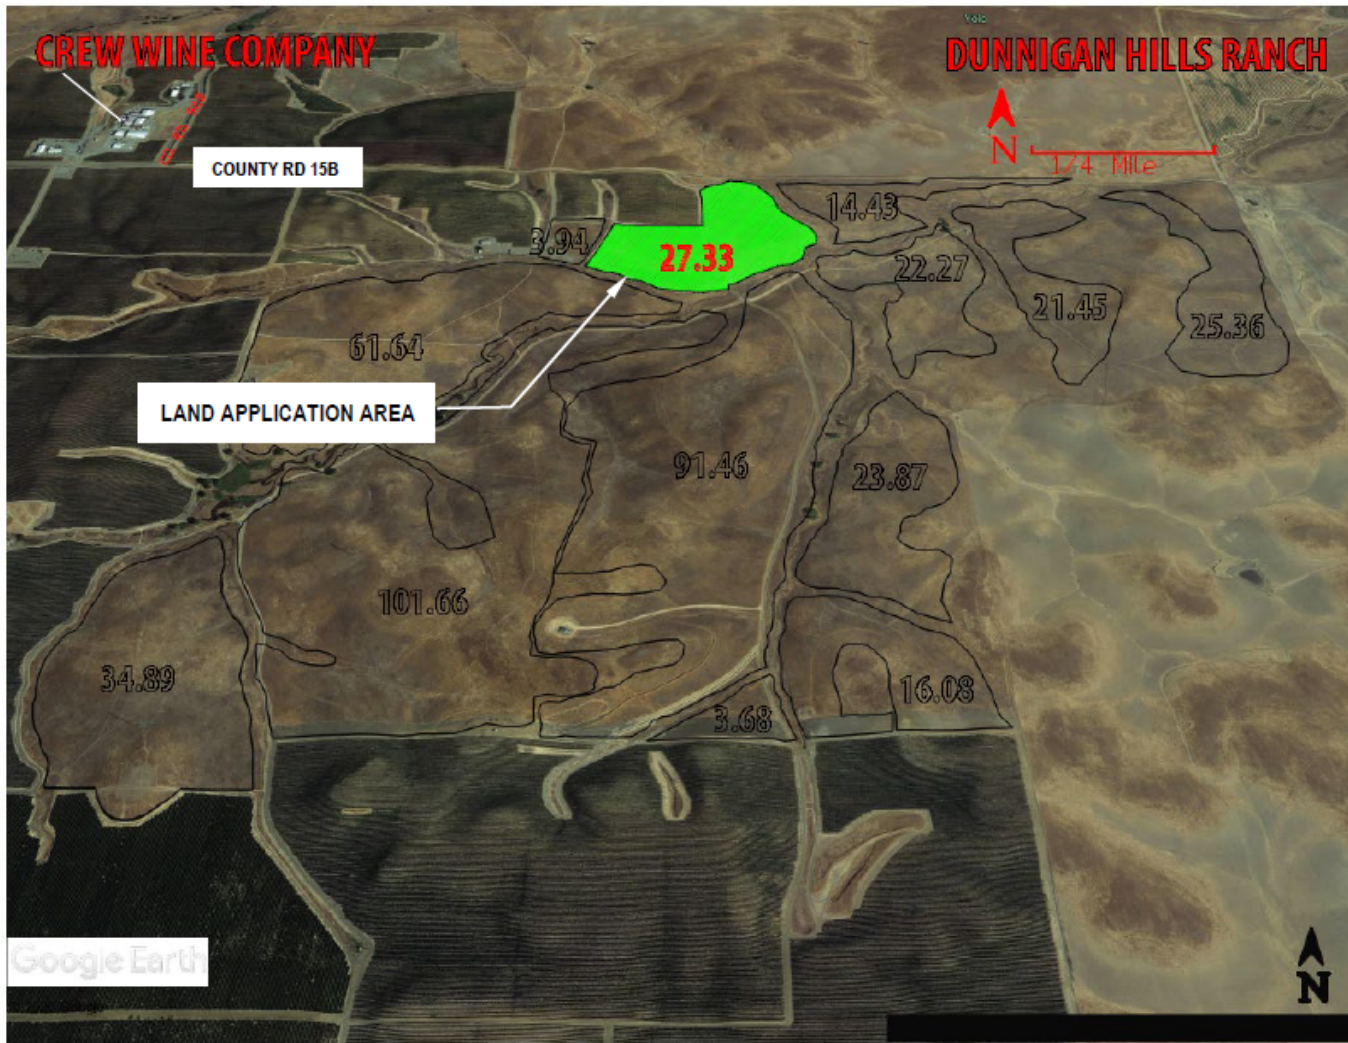 Yolo
CREW WINE COMPANY
DUNNIGAN HILLS RANCH
N
1/4 Mile
COUNTY RD 15B
14.43
3.94
27.33
22.27
21.45
25.36
61.64
LAND APPLICATION AREA
91.46
23.87
101.66
34.89
16.08
3.68
Google Earth
N